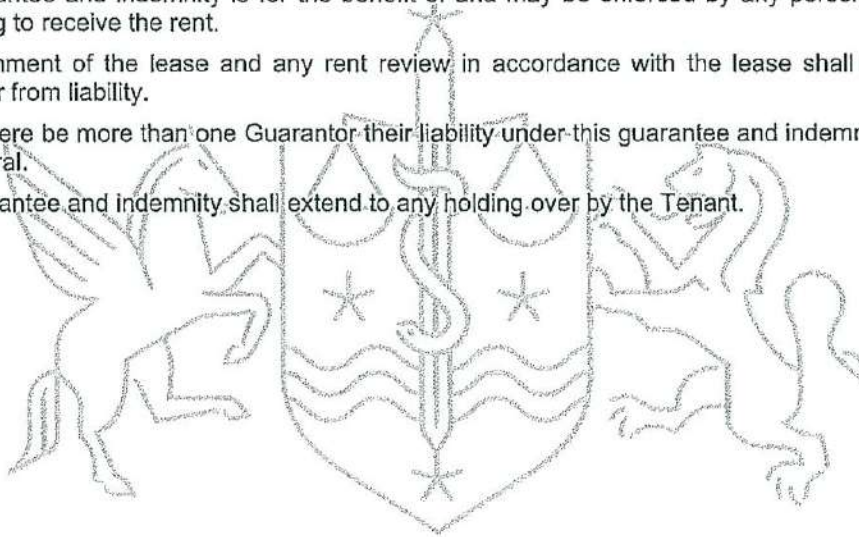 antee and indemnity is for the benefit of and may be enforced by any
g to receive the rent.
nment of the lease and any rent review in accordance with the lease shall
r from liability.
ere be more than one Guarantor their liability under this guarantee and
ral.
antee and indemnity shall extend to any holding over by the Tenant.